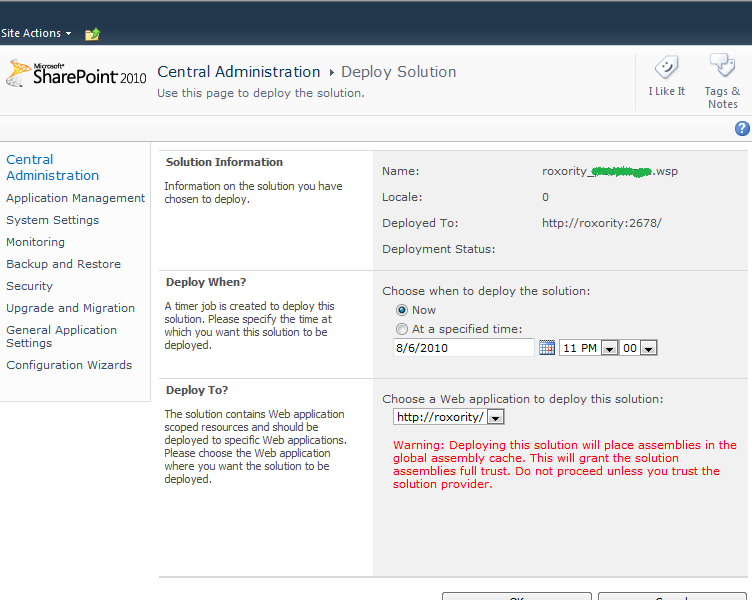 Site Actions
Microsoft®
SharePoint 2010
Central Administration ▸ Deploy Solution
Use this page to deploy the solution.
I Like It
Tags &
Notes
Central
Administration
Application Management
System Settings
Monitoring
Backup and Restore
Security
Upgrade and Migration
General Application
Settings
Configuration Wizards
Solution Information
Information on the solution you have
chosen to deploy.
Name: roxority_ .wsp
Locale: 0
Deployed To: http://roxority:2678/
Deployment Status:
Deploy When?
A timer job is created to deploy this
solution. Please specify the time at
which you want this solution to be
deployed.
Choose when to deploy the solution:
Now
At a specified time:
8/6/2010 11 PM 00
Deploy To?
The solution contains Web application
scoped resources and should be
deployed to specific Web applications.
Please choose the Web application
where you want the solution to be
deployed.
Choose a Web application to deploy this solution:
http://roxority/
Warning: Deploying this solution will place assemblies in the
global assembly cache. This will grant the solution
assemblies full trust. Do not proceed unless you trust the
solution provider.